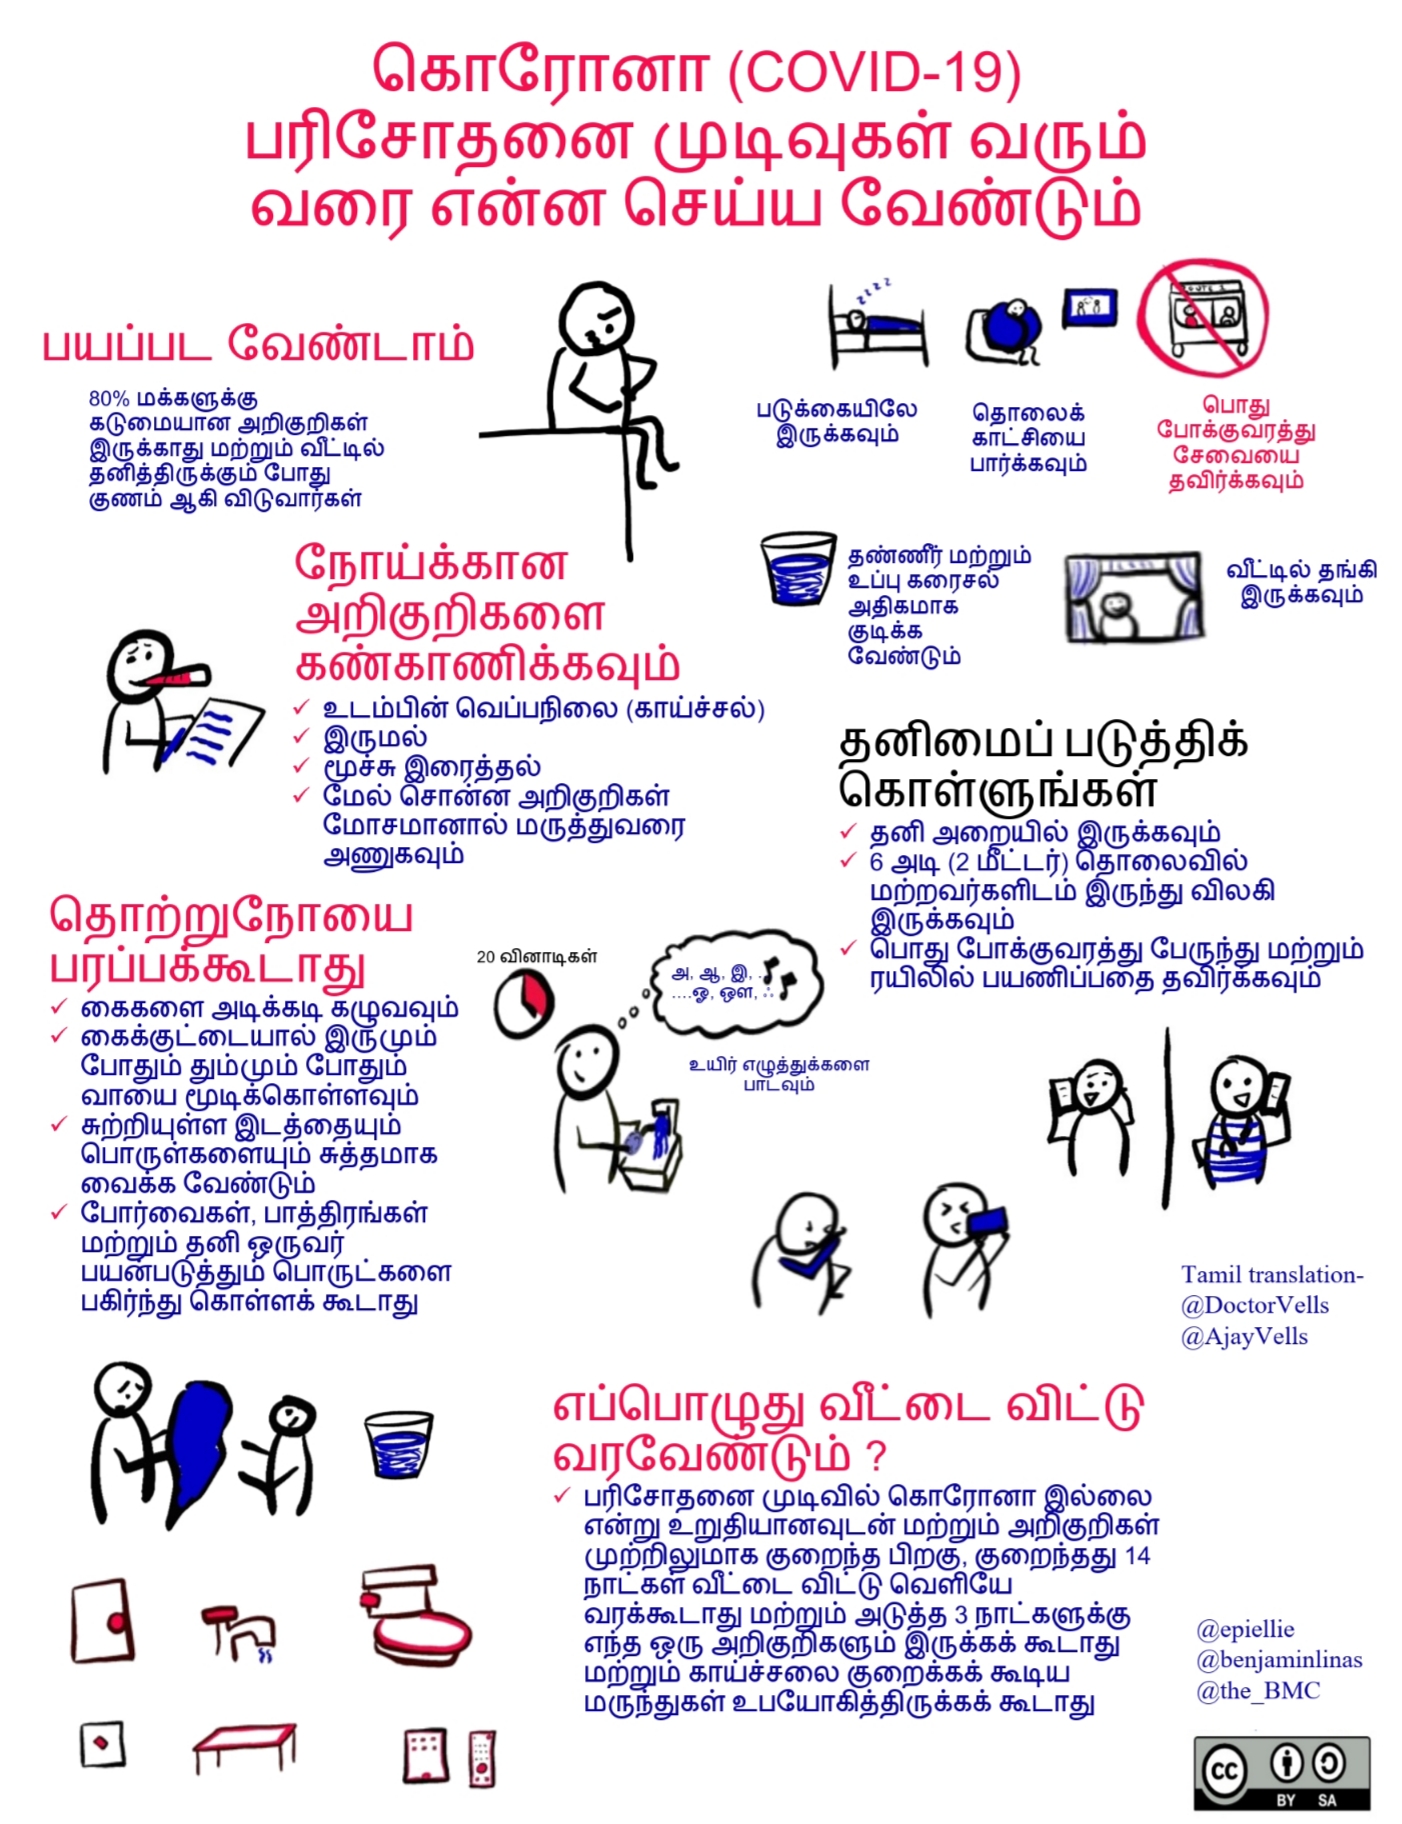 கொரோனா (COVID-19)
பரிசோதனை முடிவுகள் வரும்
வரை என்ன செய்ய வேண்டும்
பயப்பட வேண்டாம்
80% மக்களுக்கு
கடுமையான அறிகுறிகள்
இருக்காது மற்றும் வீட்டில்
தனித்திருக்கும் போது
குணம் ஆகி விடுவார்கள்
படுக்கையிலே
இருக்கவும்
தொலைக்
காட்சியை
பார்க்கவும்
பொது
போக்குவரத்து
சேவையை
தவிர்க்கவும்
தண்ணீர் மற்றும்
உப்பு கரைசல்
அதிகமாக
குடிக்க
வேண்டும்
வீட்டில் தங்கி
இருக்கவும்
நோய்க்கான
அறிகுறிகளை
கண்காணிக்கவும்
✓ உடம்பின் வெப்பநிலை (காய்ச்சல்)
✓ இருமல்
✓ மூச்சு இரைத்தல்
✓ மேல் சொன்ன அறிகுறிகள்
மோசமானால் மருத்துவரை
அணுகவும்
தனிமைப் படுத்திக்
கொள்ளுங்கள்
✓ தனி அறையில் இருக்கவும்
✓ 6 அடி (2 மீட்டர்) தொலைவில்
மற்றவர்களிடம் இருந்து விலகி
இருக்கவும்
✓ பொது போக்குவரத்து பேருந்து மற்றும்
ரயிலில் பயணிப்பதை தவிர்க்கவும்
தொற்றுநோயை
பரப்பக்கூடாது
✓ கைகளை அடிக்கடி கழுவவும்
✓ கைக்குட்டையால் இருமும்
போதும் தும்மும் போதும்
வாயை மூடிக்கொள்ளவும்
✓ சுற்றியுள்ள இடத்தையும்
பொருள்களையும் சுத்தமாக
வைக்க வேண்டும்
✓ போர்வைகள், பாத்திரங்கள்
மற்றும் தனி ஒருவர்
பயன்படுத்தும் பொருட்களை
பகிர்ந்து கொள்ளக் கூடாது
20 வினாடிகள்
அ, ஆ, இ, ..
....ஓ, ஔ, ஃ
உயிர் எழுத்துக்களை
பாடவும்
Tamil translation-
@DoctorVells
@AjayVells
எப்பொழுது வீட்டை விட்டு
வரவேண்டும் ?
✓ பரிசோதனை முடிவில் கொரோனா இல்லை
என்று உறுதியானவுடன் மற்றும் அறிகுறிகள்
முற்றிலுமாக குறைந்த பிறகு, குறைந்தது 14
நாட்கள் வீட்டை விட்டு வெளியே
வரக்கூடாது மற்றும் அடுத்த 3 நாட்களுக்கு
எந்த ஒரு அறிகுறிகளும் இருக்கக் கூடாது
மற்றும் காய்ச்சலை குறைக்கக் கூடிய
மருந்துகள் உபயோகித்திருக்கக் கூடாது
@epiellie
@benjaminlinas
@the_BMC
CC BY SA